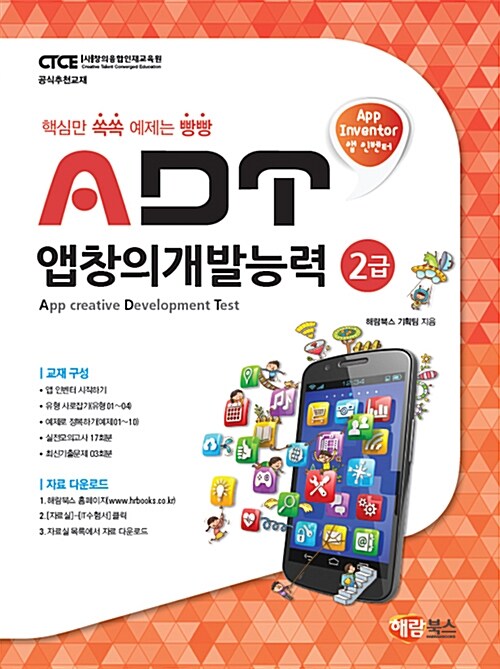 CTCE (사)창의융합인재교육원
Creative Talent Converged Education
공식추천교재
핵심만 쏙쏙 예제는 빵빵
App
Inventor
앱 인벤터
ADT
앱창의개발능력 2급
App creative Development Test
해람북스 기획팀 지음
교재 구성
• 앱 인벤터 시작하기
• 유형 사로잡기(유형 01~04)
• 예제로 정복하기(예제01~10)
• 실전모의고사 17회분
• 최신기출문제 03회분
자료 다운로드
1. 해람북스 홈페이지(www.hrbooks.co.kr)
2. [자료실]-[IT수험서] 클릭
3. 자료실 목록에서 자료 다운로드
12:34
해람북스